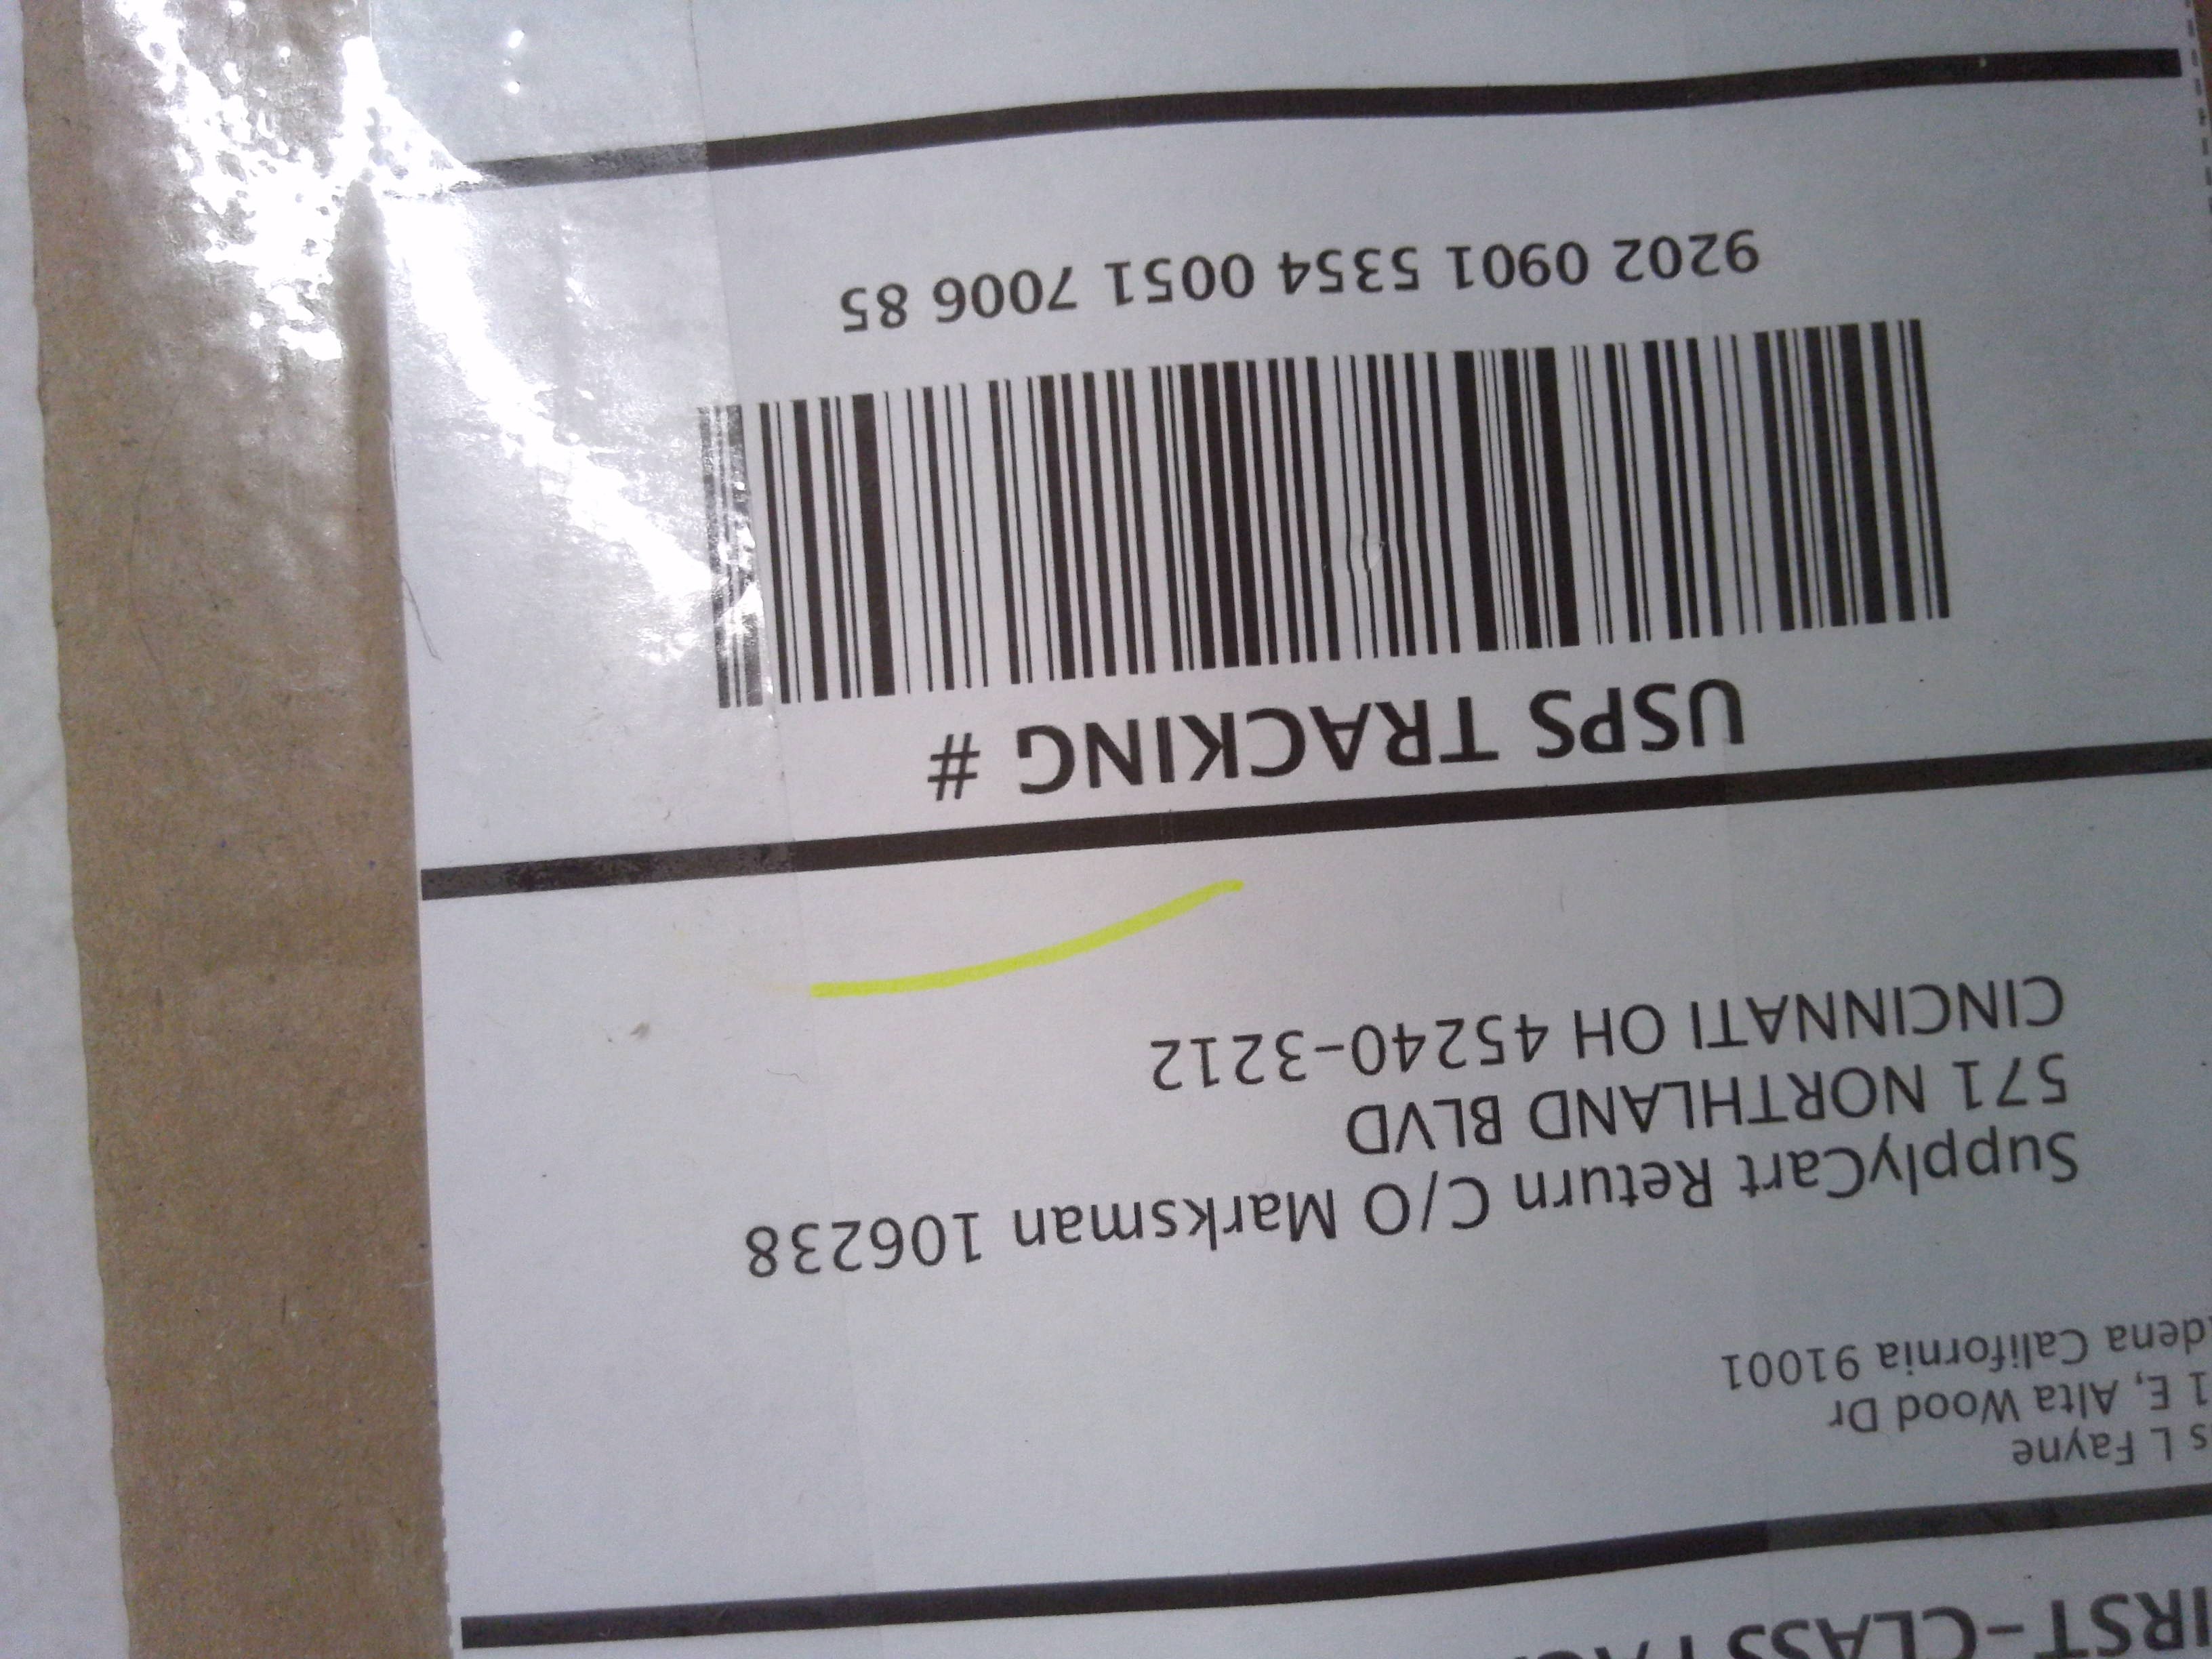 IRST-CLASS
s L Fayne
1 E, Alta Wood Dr
dena California 91001
SupplyCart Return C/O Marksman 106238
571 NORTHLAND BLVD
CINCINNATI OH 45240-3212
USPS TRACKING #
9202 0901 5354 0051 7006 85